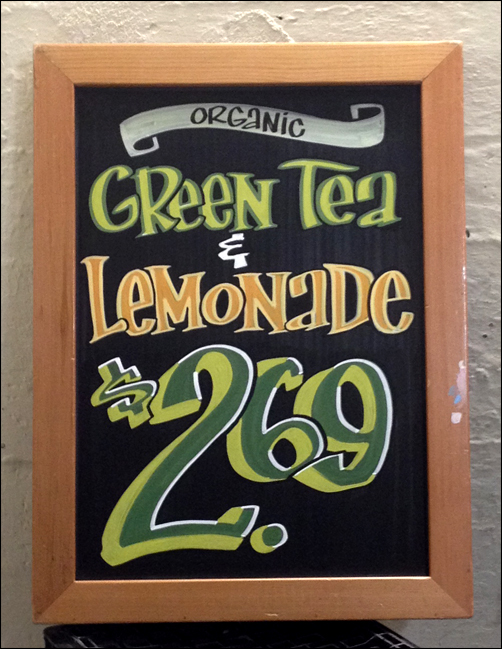 ORGANIC
GREEN TEA
&
LEMONADE
$2.69